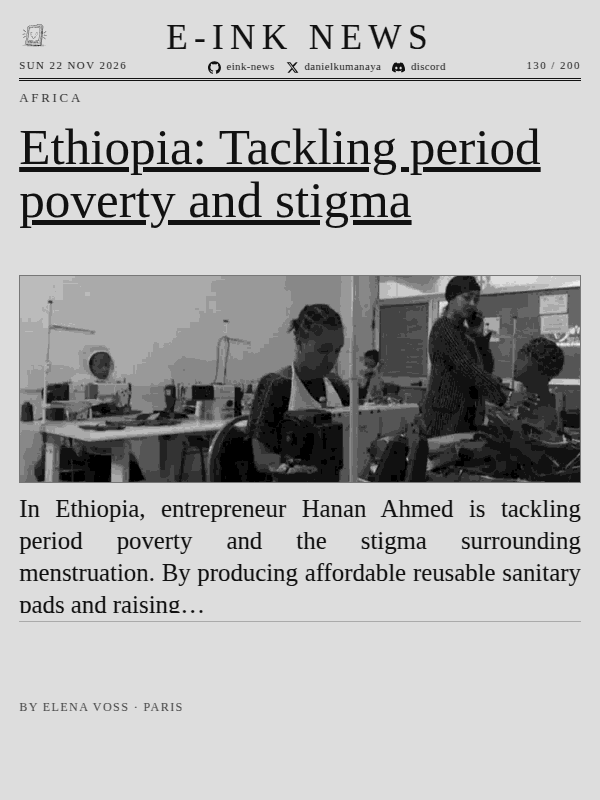 E-INK NEWS
SUN 22 NOV 2026
eink-news danielkumanaya discord
130 / 200
AFRICA
Ethiopia: Tackling period
poverty and stigma
In Ethiopia, entrepreneur Hanan Ahmed is tackling
period poverty and the stigma surrounding
menstruation. By producing affordable reusable sanitary
pads and raising…
BY ELENA VOSS · PARIS